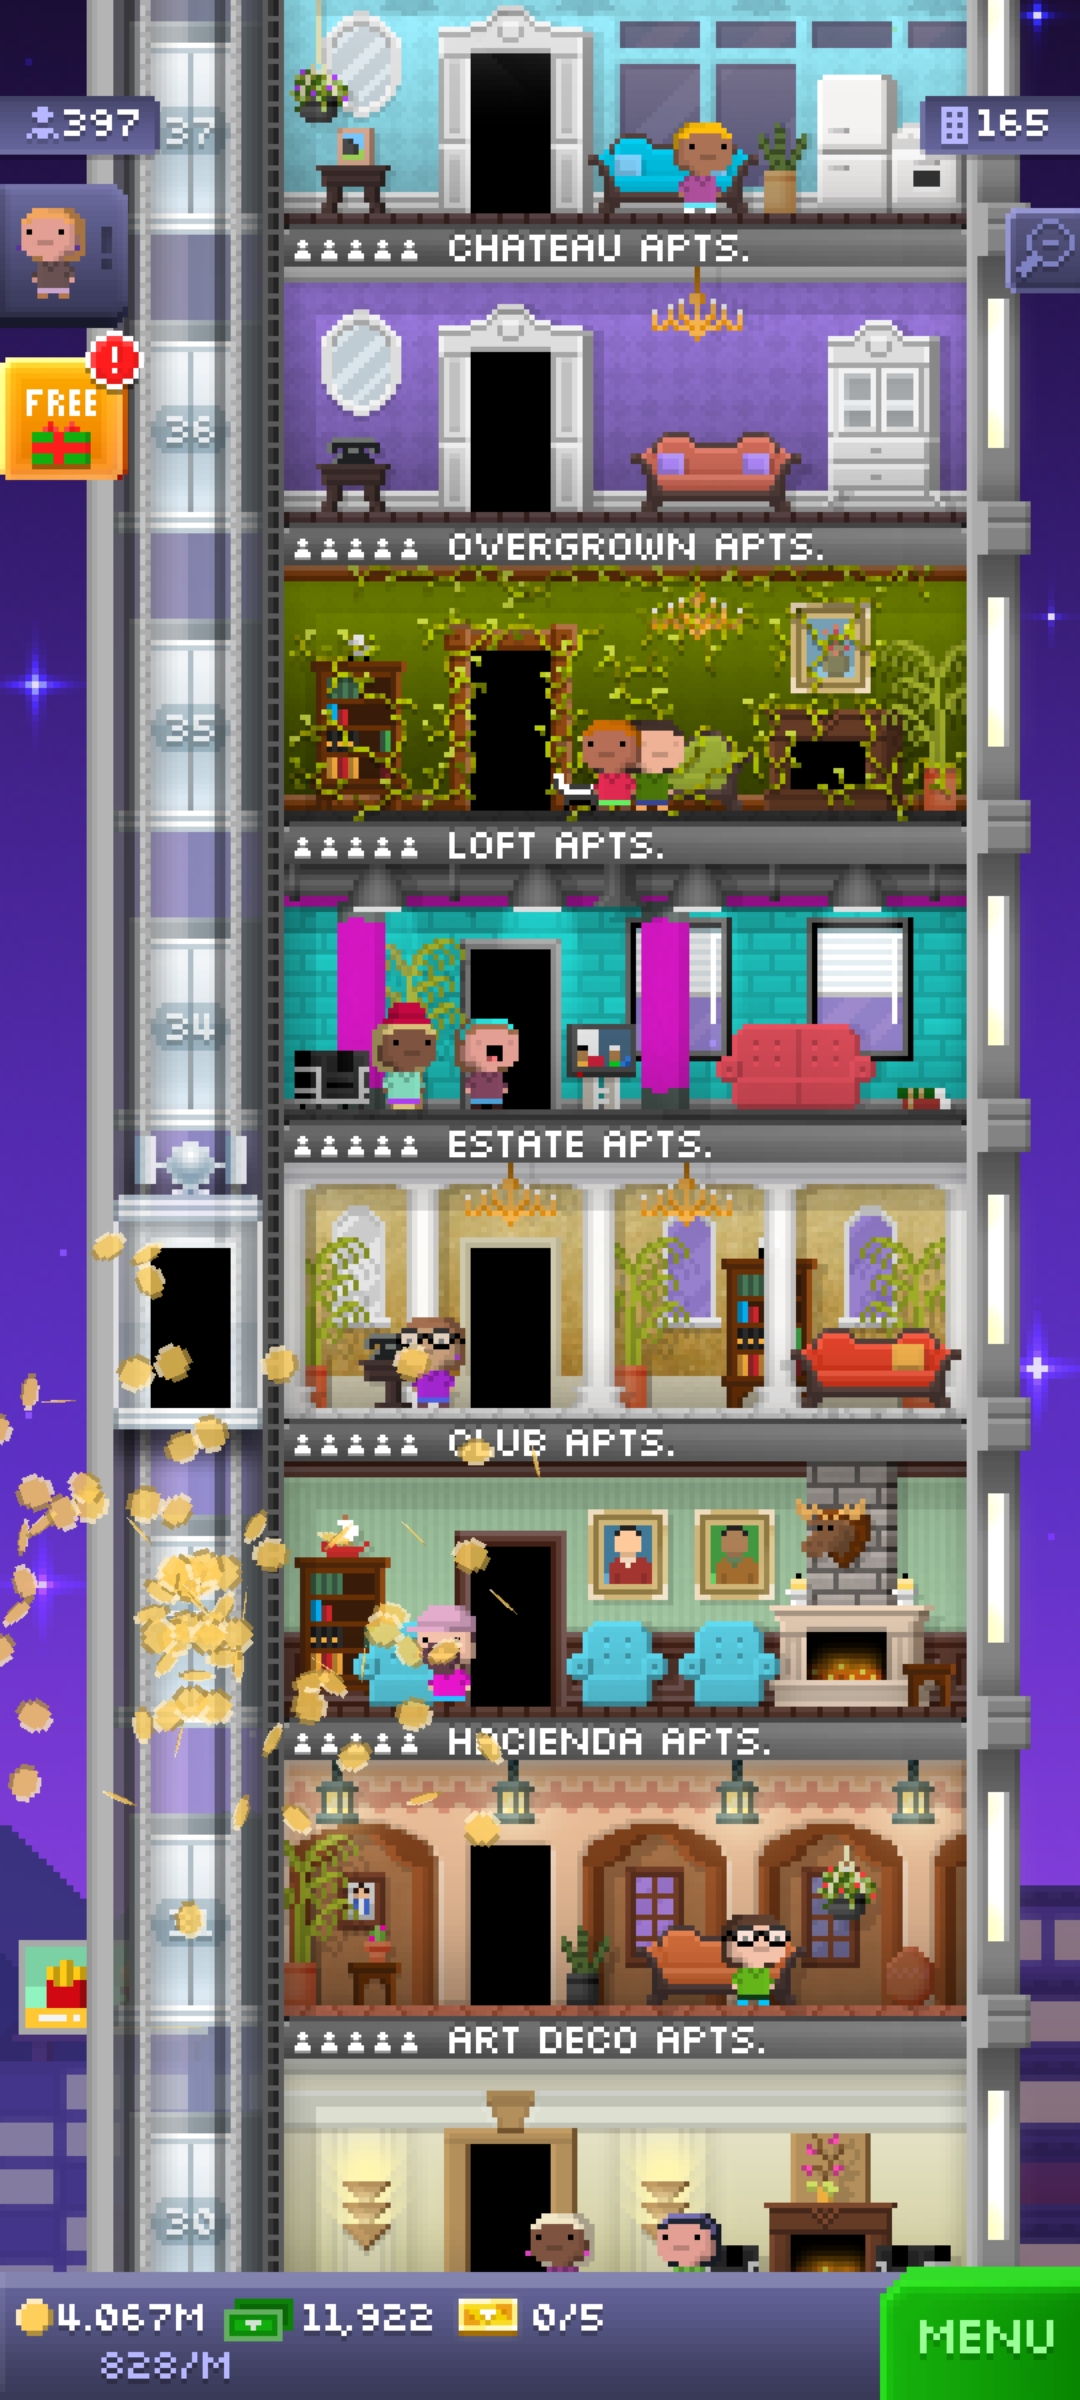 397
37
165
!
CHATEAU APTS.
!
FREE
36
OVERGROWN APTS.
35
LOFT APTS.
34
ESTATE APTS.
CLUB APTS.
HACIENDA APTS.
ART DECO APTS.
30
4.067M 11,922 0/5
828/M
MENU